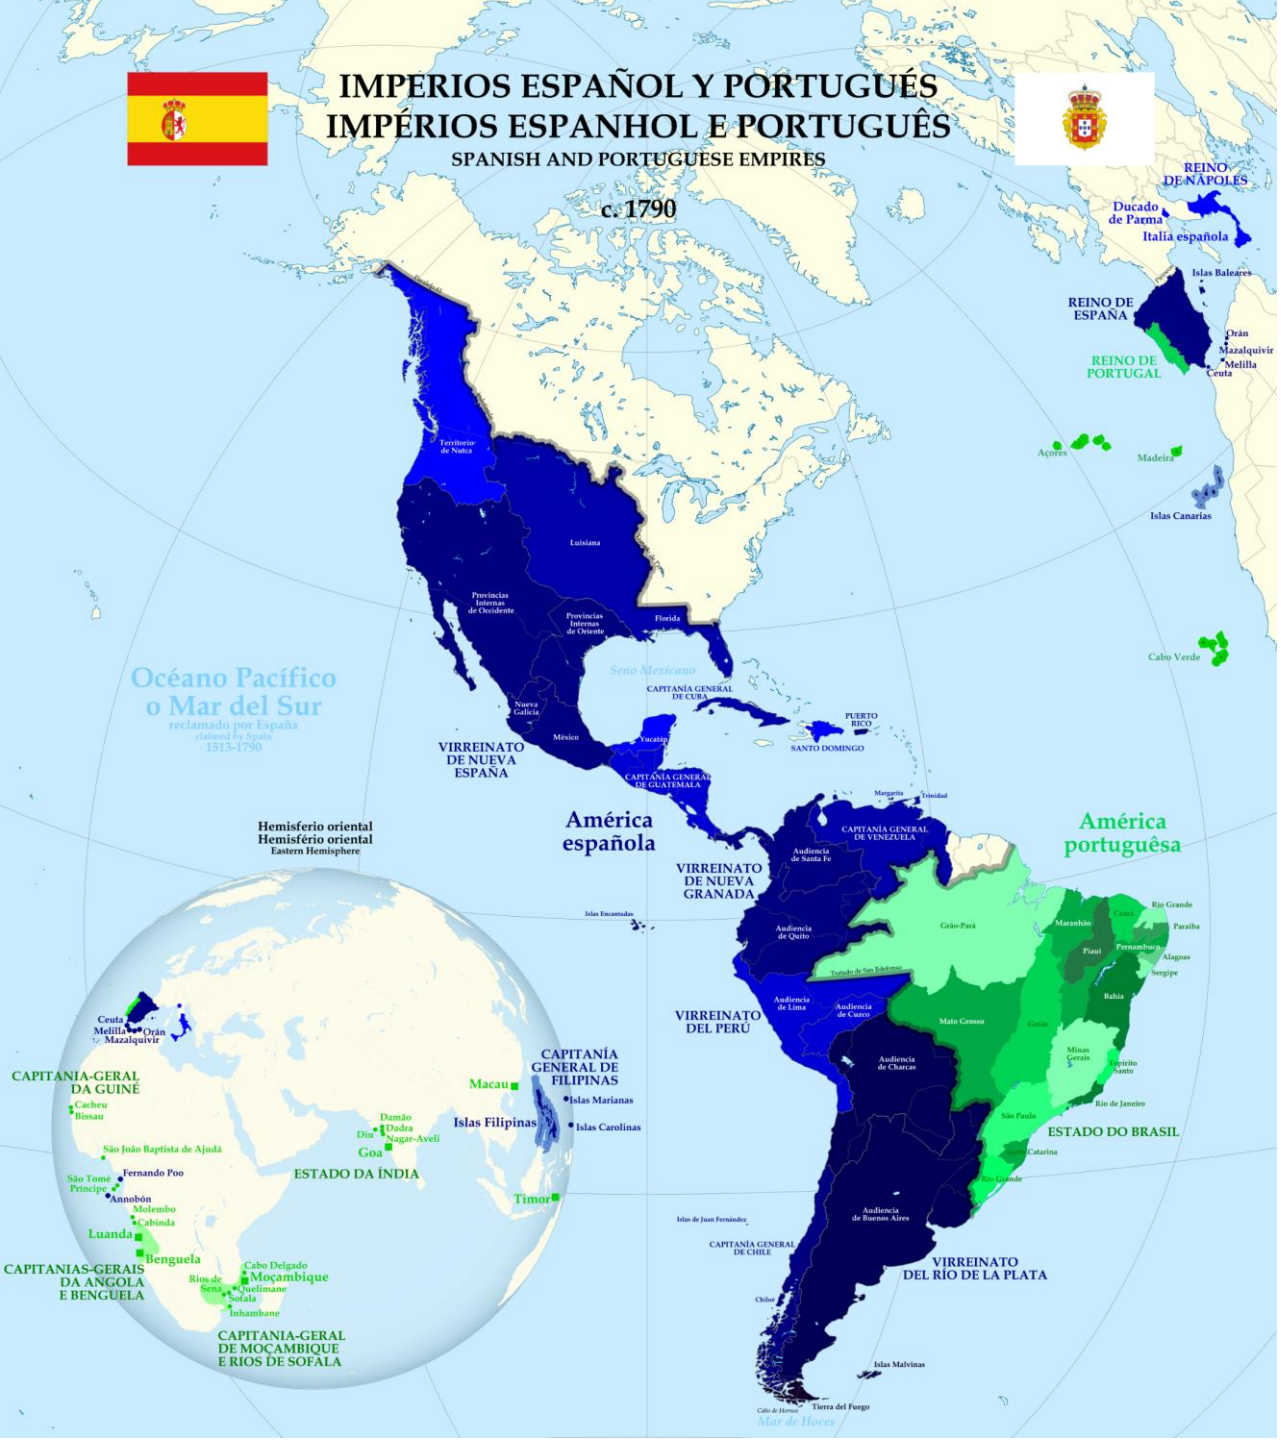 IMPERIOS ESPAÑOL Y PORTUGUÉS
IMPÉRIOS ESPANHOL E PORTUGUÊS
SPANISH AND PORTUGUESE EMPIRES
c. 1790
REINO
DE NÁPOLES
Ducado
de Parma
Italia española
Islas Baleares
REINO DE
ESPAÑA
Orán
Mazalquivir
Melilla
Ceuta
REINO DE
PORTUGAL
Açores
Madeira
Islas Canarias
Cabo Verde
Territorio
de Nutca
Luisiana
Provincias
Internas
de Occidente
Provincias
Internas
de Oriente
Florida
Seno Mexicano
Océano Pacífico
o Mar del Sur
reclamado por España
claimed by Spain
1513-1790
CAPITANÍA GENERAL
DE CUBA
PUERTO
RICO
SANTO DOMINGO
Nueva
Galicia
México
Yucatán
VIRREINATO
DE NUEVA
ESPAÑA
CAPITANÍA GENERAL
DE GUATEMALA
América
española
Margarita
Trinidad
CAPITANÍA GENERAL
DE VENEZUELA
Audiencia
de Santa Fe
VIRREINATO
DE NUEVA
GRANADA
América
portuguêsa
Islas Encantadas
Audiencia
de Quito
Grão-Pará
Maranhão
Ceará
Rio Grande
Paraíba
Piauí
Pernambuco
Alagoas
Sergipe
Bahia
Tratado de San Ildefonso
Audiencia
de Lima
Audiencia
de Cuzco
VIRREINATO
DEL PERÚ
Mato Grosso
Goiás
Minas
Gerais
Espírito
Santo
Audiencia
de Charcas
Rio de Janeiro
São Paulo
ESTADO DO BRASIL
Santa Catarina
Rio Grande
Islas de Juan Fernández
CAPITANÍA GENERAL
DE CHILE
Audiencia
de Buenos Aires
VIRREINATO
DEL RÍO DE LA PLATA
Chiloé
Islas Malvinas
Cabo de Hornos
Tierra del Fuego
Mar de Hoces
Hemisferio oriental
Hemisfério oriental
Eastern Hemisphere
Ceuta
Melilla
Orán
Mazalquivir
CAPITANIA-GERAL
DA GUINÉ
Cacheu
Bissau
São João Baptista de Ajudá
Fernando Poo
São Tomé
Príncipe
Annobón
Molembo
Cabinda
Luanda
Benguela
CAPITANIAS-GERAIS
DA ANGOLA
E BENGUELA
Cabo Delgado
Moçambique
Rios de
Sena
Quelimane
Sofala
Inhambane
CAPITANIA-GERAL
DE MOÇAMBIQUE
E RIOS DE SOFALA
Damão
Dadra
Nagar-Aveli
Diu
Goa
ESTADO DA ÍNDIA
Macau
CAPITANÍA
GENERAL DE
FILIPINAS
Islas Marianas
Islas Filipinas
Islas Carolinas
Timor